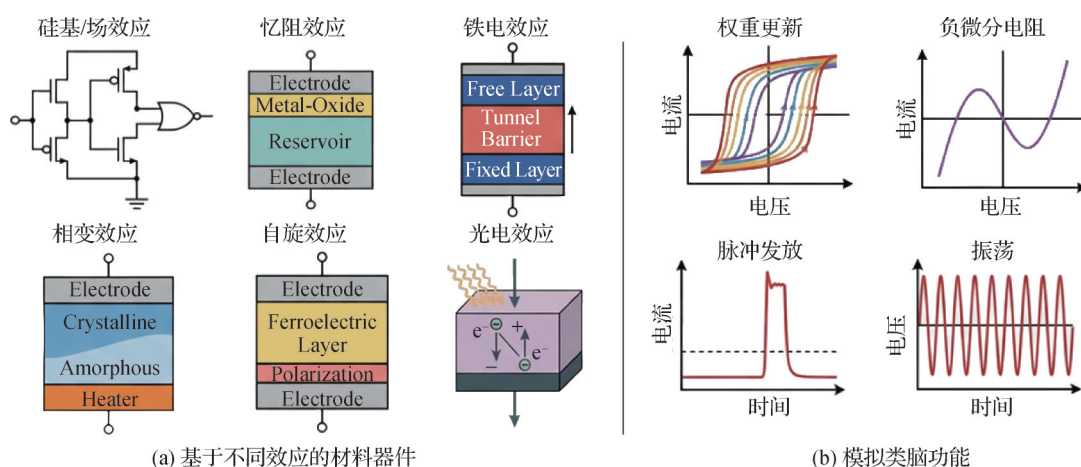 硅基/场效应
忆阻效应
铁电效应
Electrode
Metal-Oxide
Reservoir
Electrode
Free Layer
Tunnel
Barrier
Fixed Layer
相变效应
自旋效应
光电效应
Electrode
Crystalline
Amorphous
Heater
Electrode
Ferroelectric
Layer
Polarization
Electrode
e⁻
+
−
e⁻
(a) 基于不同效应的材料器件
权重更新
电流
电压
负微分电阻
电流
电压
脉冲发放
电流
时间
振荡
电压
时间
(b) 模拟类脑功能